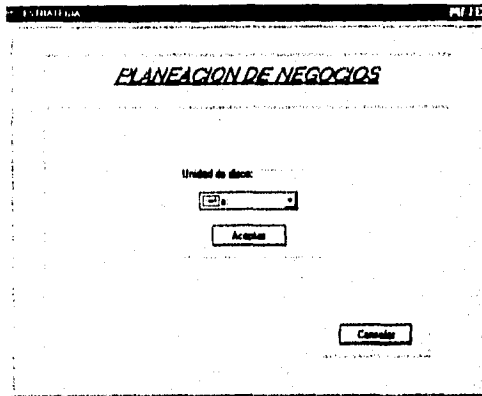 ESTRATEGIA
PLANEACION DE NEGOCIOS
Unidad de disco:
a:
Aceptar
Cancelar